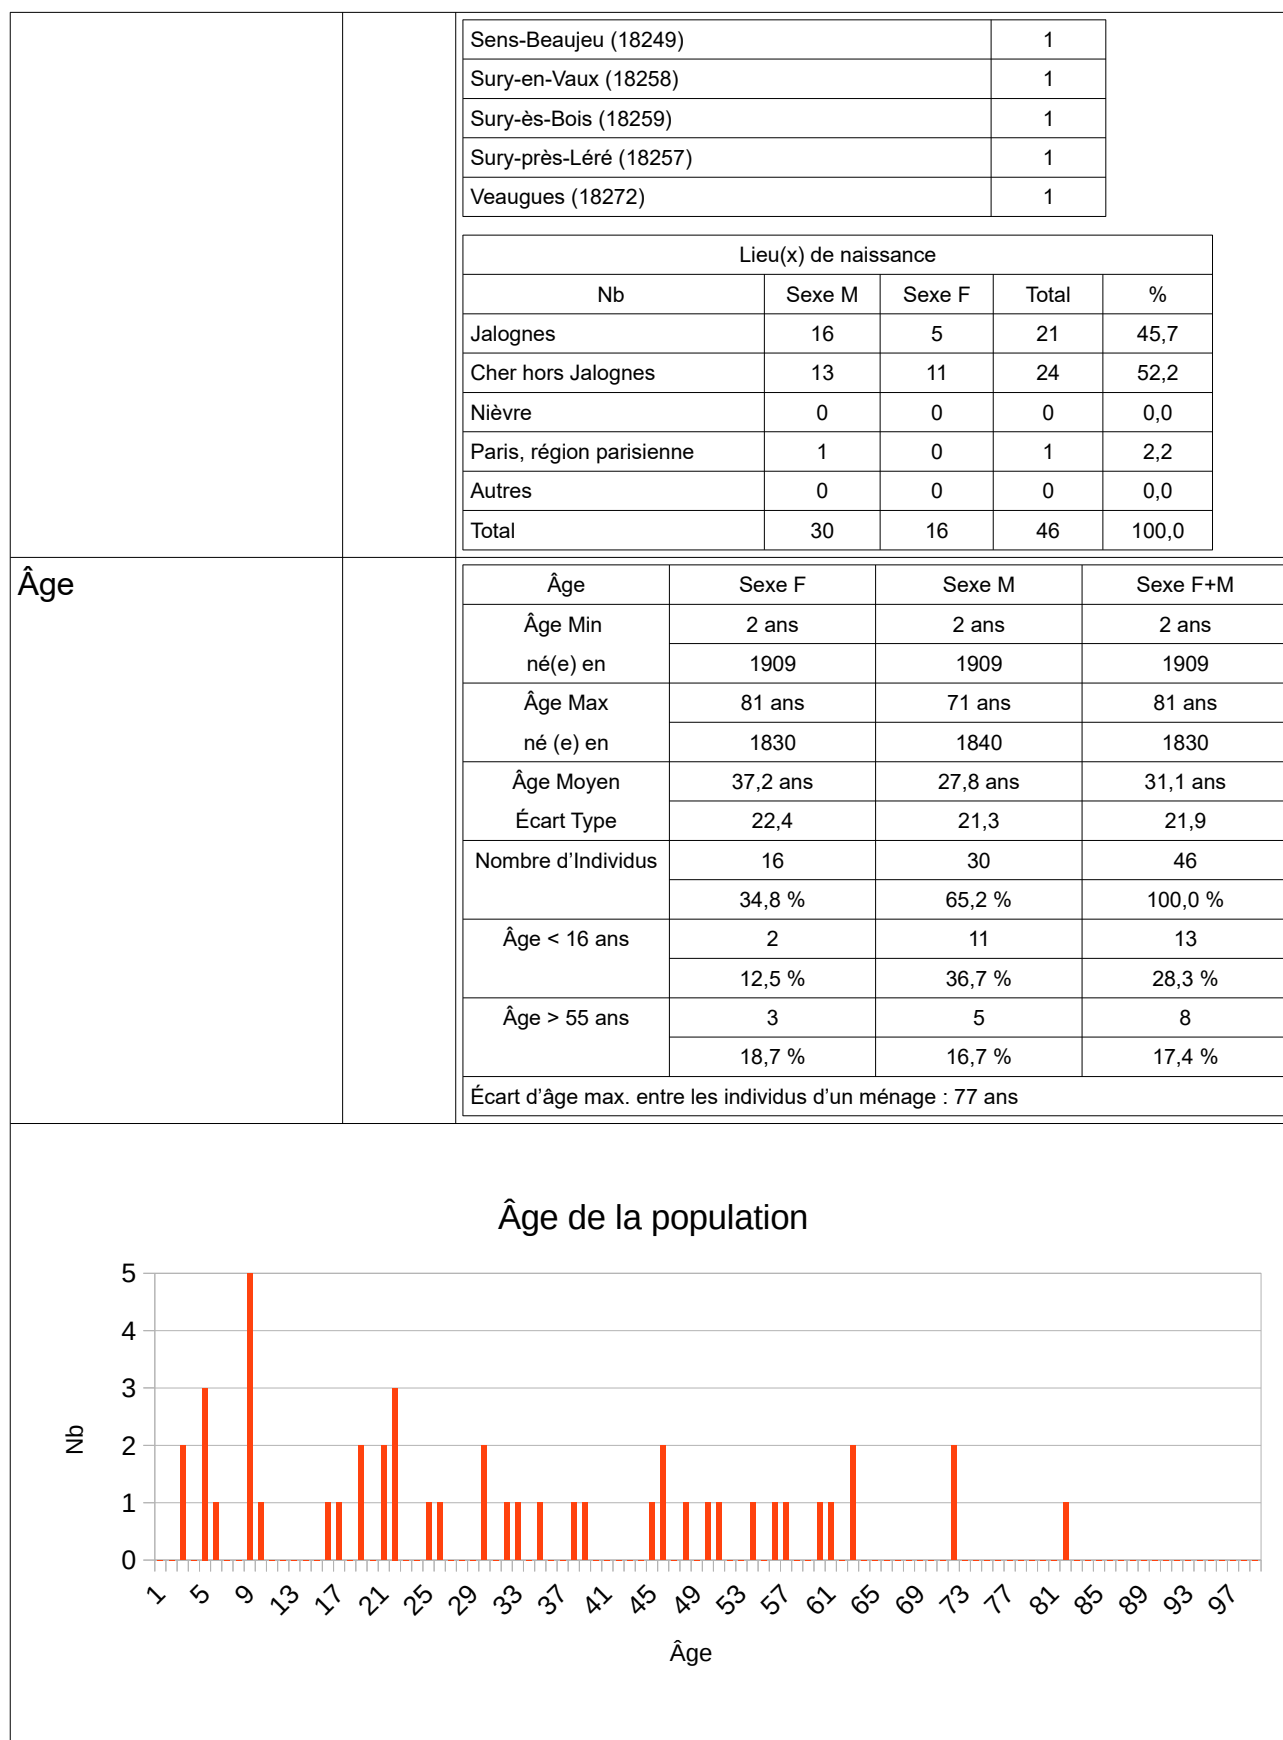 Sens-Beaujeu (18249) 1
Sury-en-Vaux (18258) 1
Sury-ès-Bois (18259) 1
Sury-près-Léré (18257) 1
Veaugues (18272) 1
Lieu(x) de naissance
Nb Sexe M Sexe F Total %
Jalognes 16 5 21 45,7
Cher hors Jalognes 13 11 24 52,2
Nièvre 0 0 0 0,0
Paris, région parisienne 1 0 1 2,2
Autres 0 0 0 0,0
Total 30 16 46 100,0
Âge
Âge Sexe F Sexe M Sexe F+M
Âge Min 2 ans 2 ans 2 ans
né(e) en 1909 1909 1909
Âge Max 81 ans 71 ans 81 ans
né (e) en 1830 1840 1830
Âge Moyen 37,2 ans 27,8 ans 31,1 ans
Écart Type 22,4 21,3 21,9
Nombre d’Individus 16 30 46
34,8 % 65,2 % 100,0 %
Âge < 16 ans 2 11 13
12,5 % 36,7 % 28,3 %
Âge > 55 ans 3 5 8
18,7 % 16,7 % 17,4 %
Écart d’âge max. entre les individus d’un ménage : 77 ans
Âge de la population
5
4
3
2
1
0
Nb
1 5 9 13 17 21 25 29 33 37 41 45 49 53 57 61 65 69 73 77 81 85 89 93 97
Âge